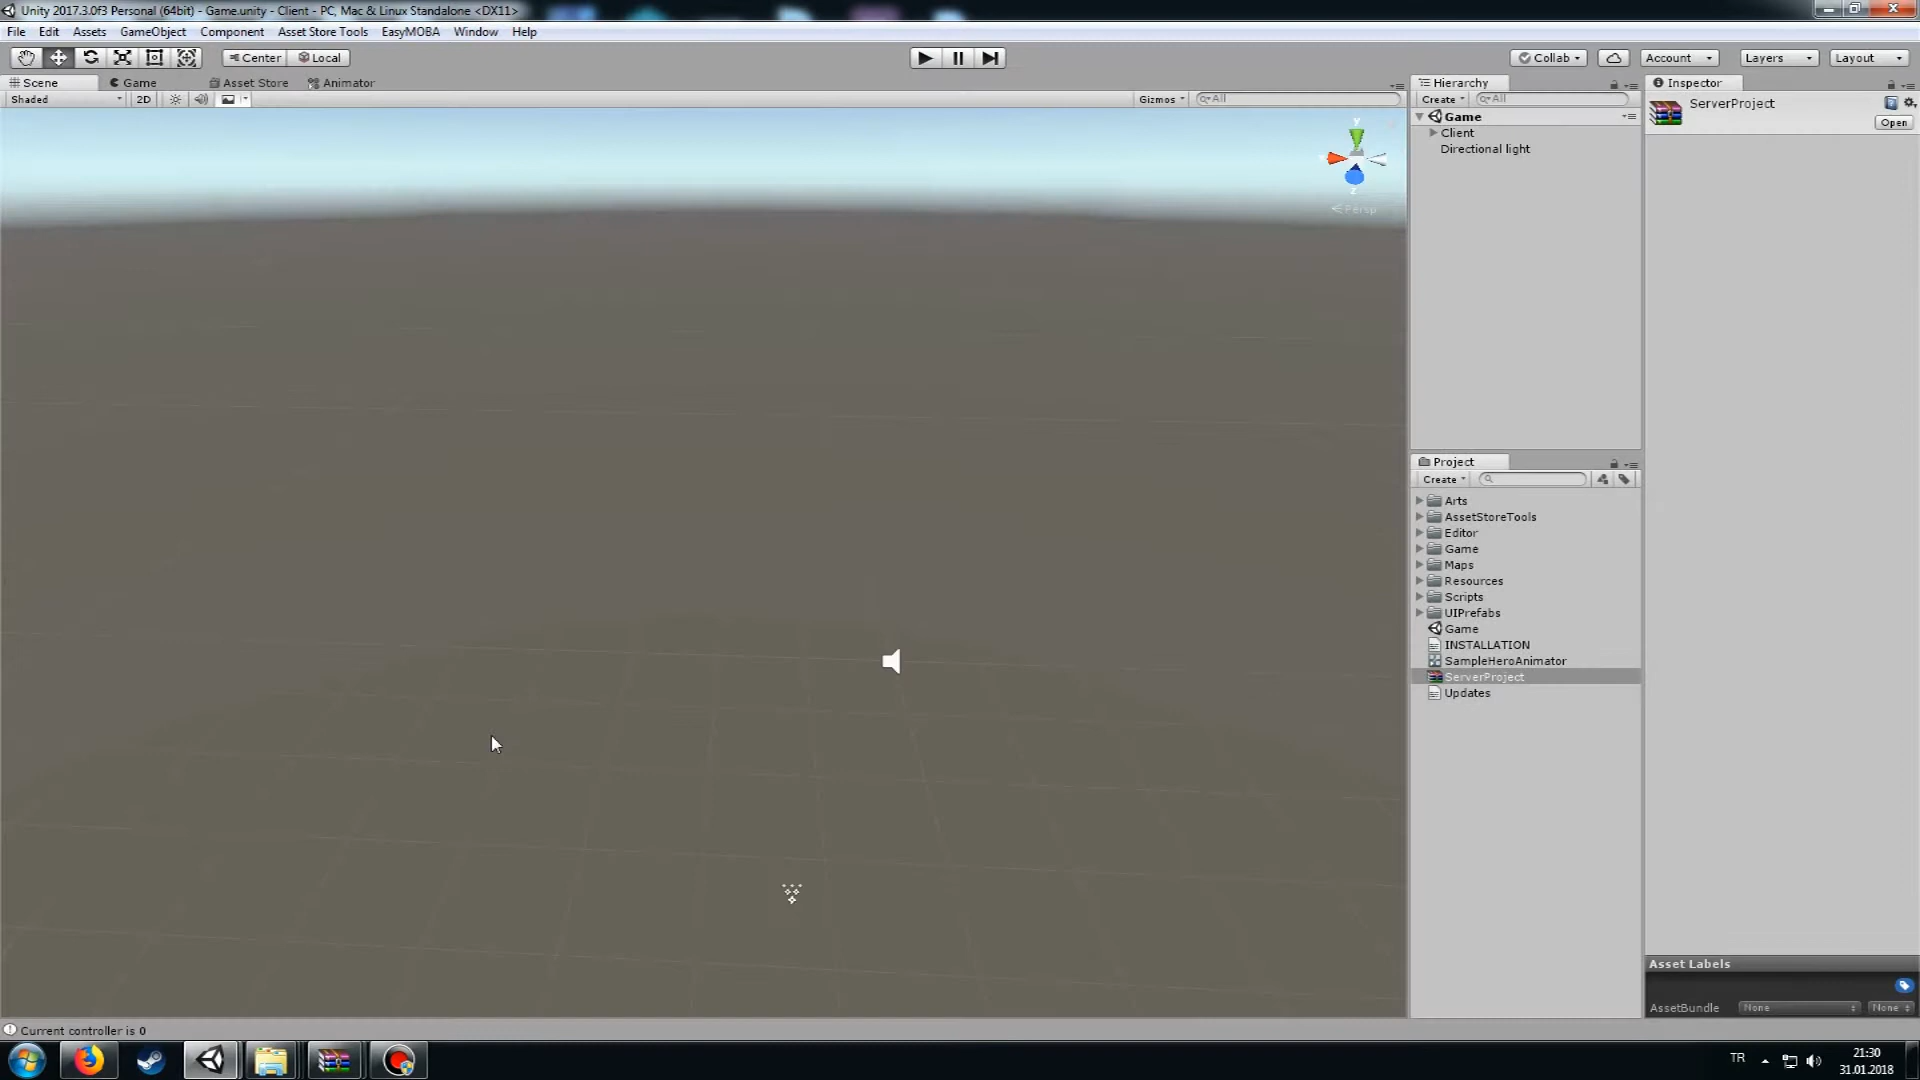 Unity 2017.3.0f3 Personal (64bit) - Game.unity - Client - PC, Mac & Linux Standalone <DX11>
File Edit Assets GameObject Component Asset Store Tools EasyMOBA Window Help
Center Local Collab Account Layers Layout
Scene Game Asset Store Animator
Shaded 2D Gizmos All
y
z
Persp
Hierarchy
Create All
Game
Client
Directional light
Project
Create
Arts
AssetStoreTools
Editor
Game
Maps
Resources
Scripts
UIPrefabs
Game
INSTALLATION
SampleHeroAnimator
ServerProject
Updates
Inspector
ServerProject
Open
Asset Labels
AssetBundle None None
Current controller is 0
TR
21:30
31.01.2018